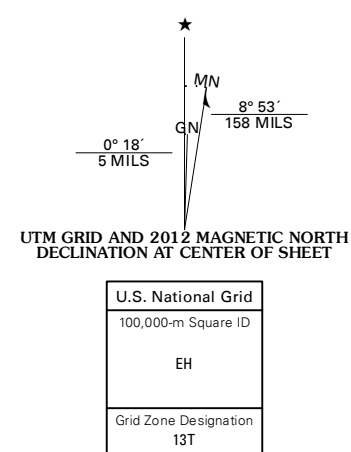 ★
MN
8° 53´
158 MILS
GN
0° 18´
5 MILS
UTM GRID AND 2012 MAGNETIC NORTH
DECLINATION AT CENTER OF SHEET
U.S. National Grid
100,000-m Square ID
EH
Grid Zone Designation
13T